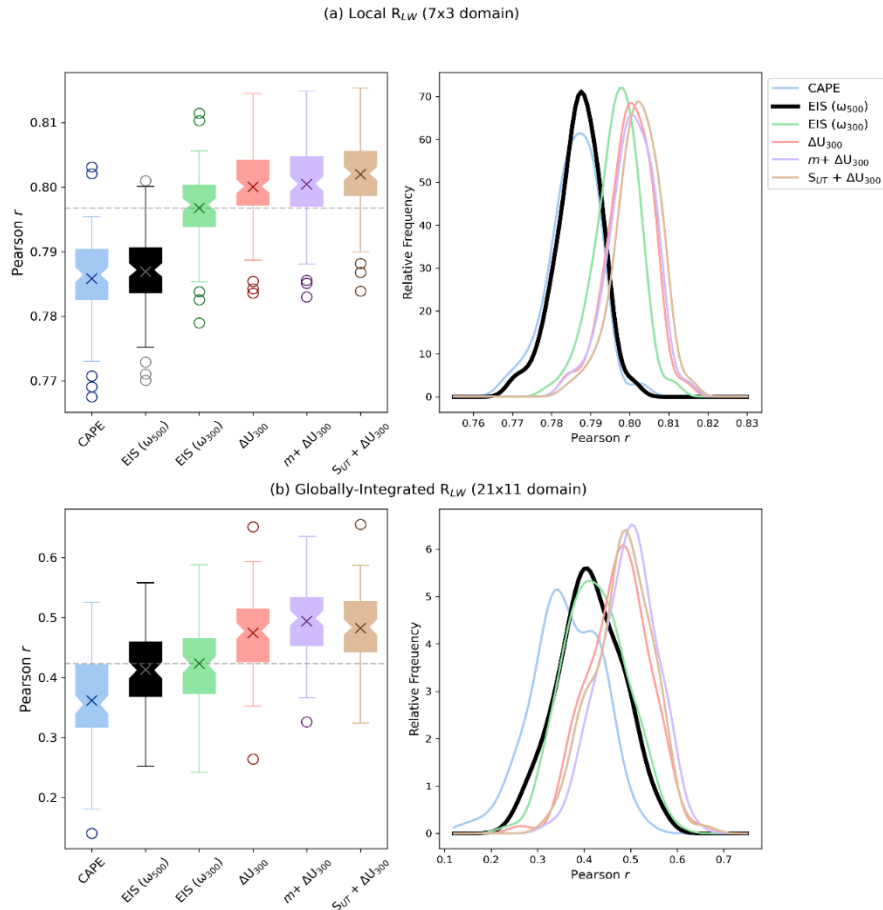 (a) Local R_LW (7x3 domain)
Pearson r
0.81
0.80
0.79
0.78
0.77
CAPE
EIS (ω500)
EIS (ω300)
ΔU300
m+ ΔU300
SUT + ΔU300
Relative Frequency
70
60
50
40
30
20
10
0
0.76 0.77 0.78 0.79 0.80 0.81 0.82 0.83
Pearson r
CAPE
EIS (ω500)
EIS (ω300)
ΔU300
m+ ΔU300
SUT + ΔU300
(b) Globally-Integrated R_LW (21x11 domain)
Pearson r
0.6
0.5
0.4
0.3
0.2
CAPE
EIS (ω500)
EIS (ω300)
ΔU300
m+ ΔU300
SUT + ΔU300
Relative Frquency
6
5
4
3
2
1
0
0.1 0.2 0.3 0.4 0.5 0.6 0.7
Pearson r